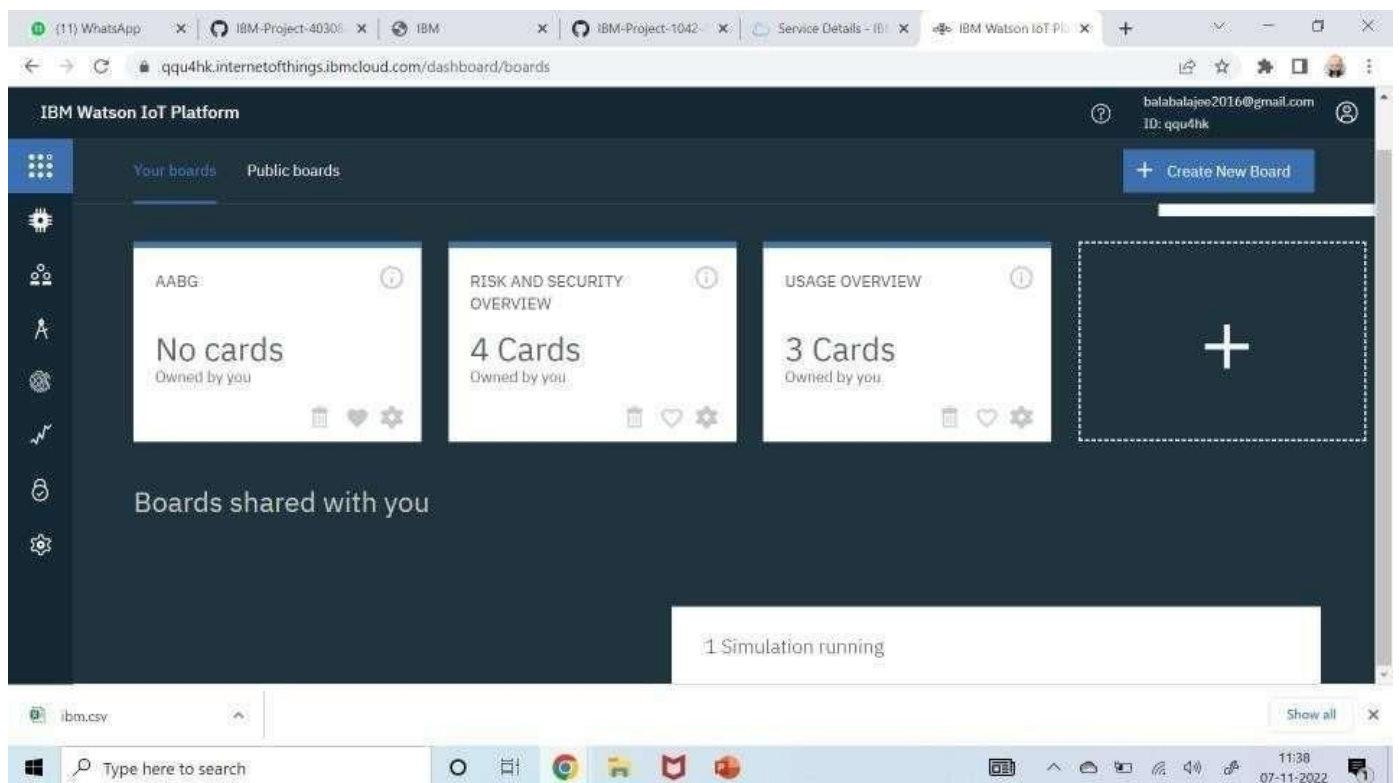 (11) WhatsApp
IBM-Project-40308
IBM
IBM-Project-1042-
Service Details - IB
IBM Watson IoT Pl
qqu4hk.internetofthings.ibmcloud.com/dashboard/boards
IBM Watson IoT Platform
balabalajee2016@gmail.com
ID: qqu4hk
Your boards
Public boards
+ Create New Board
AABG
No cards
Owned by you
RISK AND SECURITY
OVERVIEW
4 Cards
Owned by you
USAGE OVERVIEW
3 Cards
Owned by you
Boards shared with you
1 Simulation running
ibm.csv
Show all
Type here to search
11:38
07-11-2022